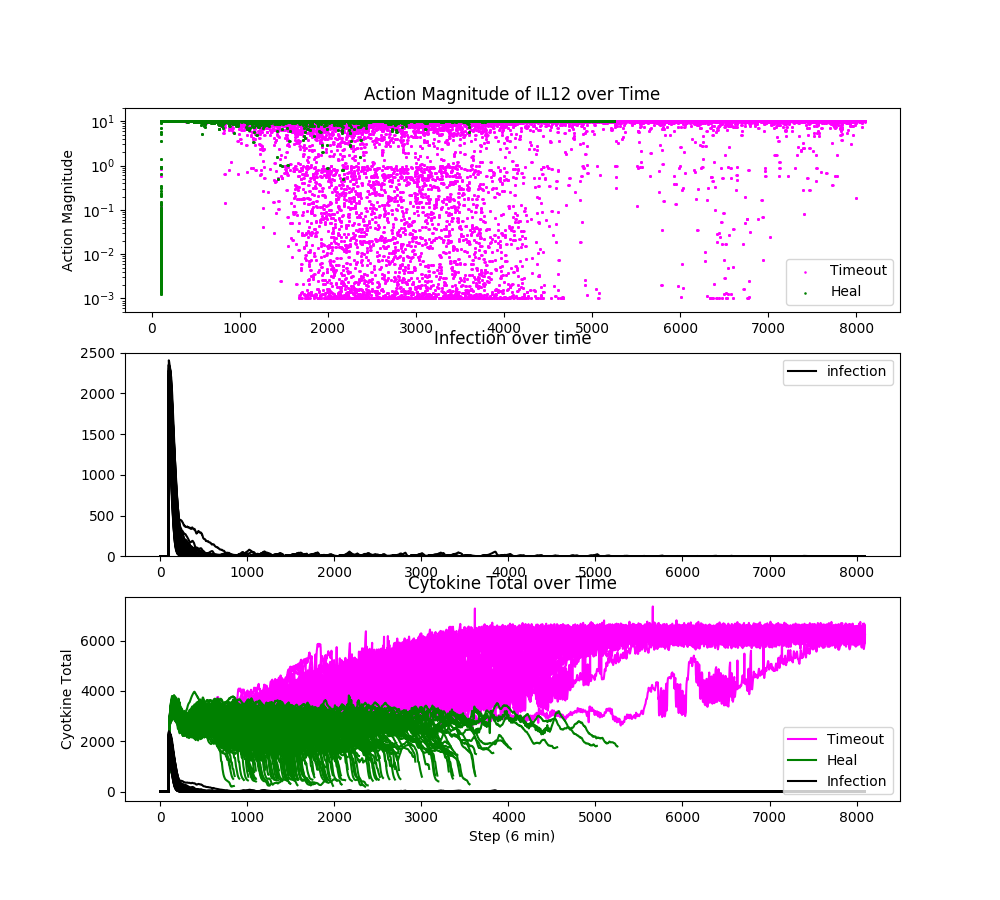 Action Magnitude of IL12 over Time
Action Magnitude
10¹
10⁰
10⁻¹
10⁻²
10⁻³
Timeout
Heal
0 1000 2000 3000 4000 5000 6000 7000 8000
Infection over time
2500
2000
1500
1000
500
0
infection
0 1000 2000 3000 4000 5000 6000 7000 8000
Cytokine Total over Time
Cyotkine Total
6000
4000
2000
0
Timeout
Heal
Infection
0 1000 2000 3000 4000 5000 6000 7000 8000
Step (6 min)